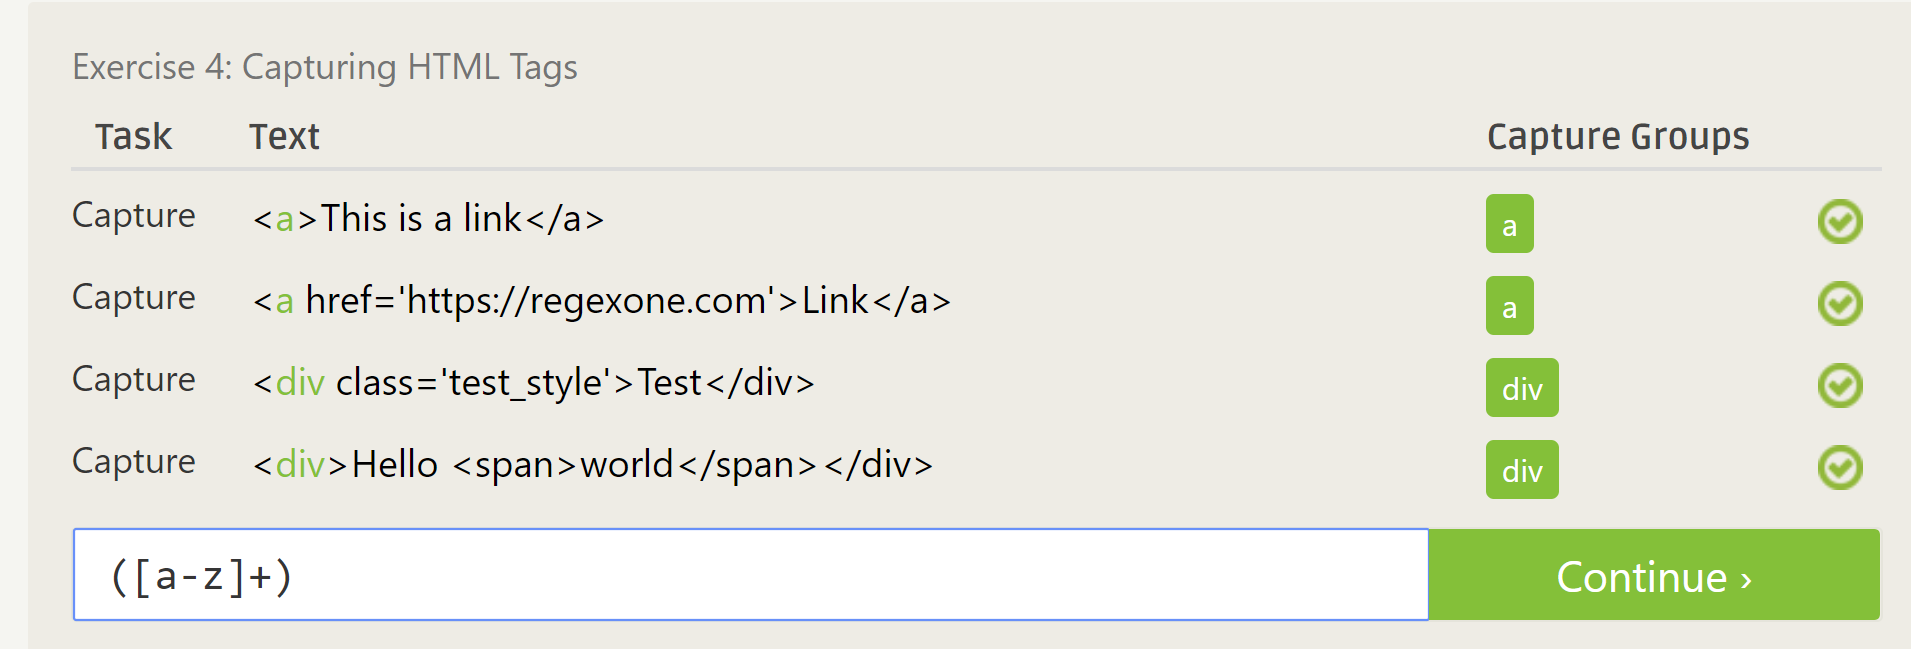 Exercise 4: Capturing HTML Tags
Task Text Capture Groups
Capture <a>This is a link</a> a
Capture <a href='https://regexone.com'>Link</a> a
Capture <div class='test_style'>Test</div> div
Capture <div>Hello <span>world</span></div> div
([a-z]+) Continue ›